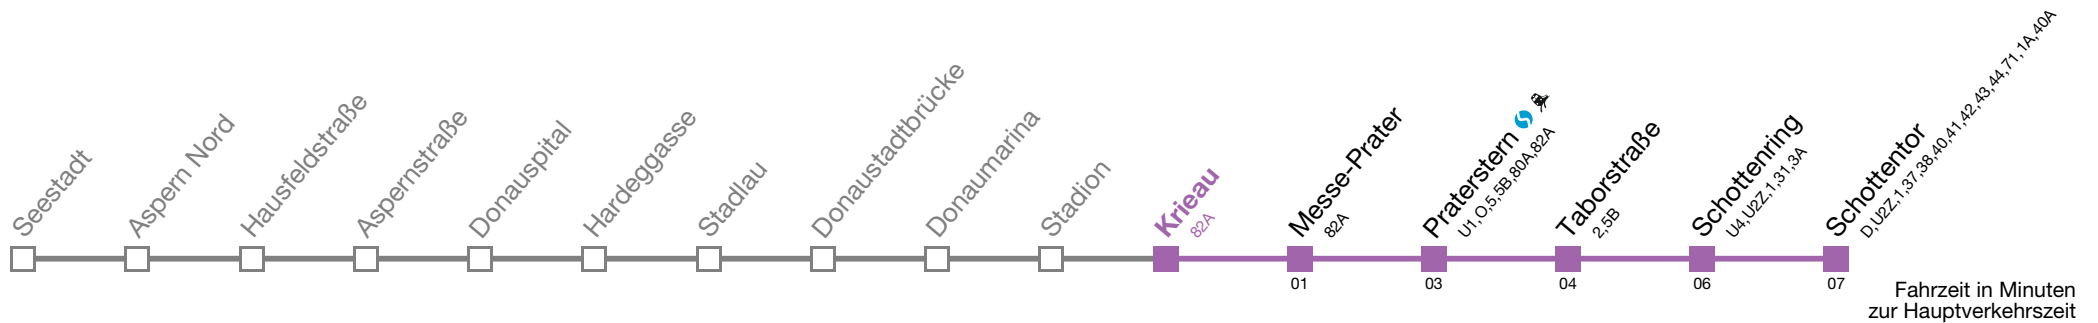 Seestadt
Aspern Nord
Hausfeldstraße
Aspernstraße
Donauspital
Hardeggasse
Stadlau
Donaustadtbrücke
Donaumarina
Stadion
Krieau
82A
Messe-Prater
82A
Praterstern
U1,O,5,5B,80A,82A
Taborstraße
2,5B
Schottenring
U4,U2Z,1,31,3A
Schottentor
D,U2Z,1,37,38,40,41,42,43,44,71,1A,40A
01
03
04
06
07
Fahrzeit in Minuten
zur Hauptverkehrszeit